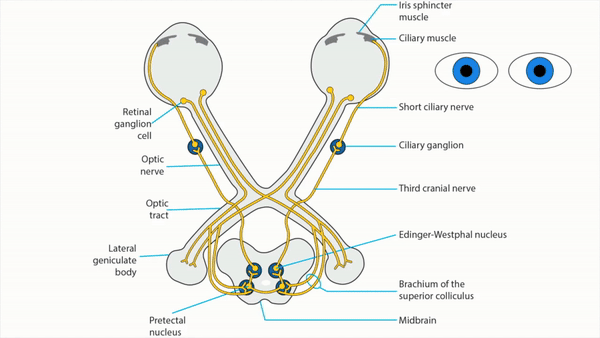 Iris sphincter
muscle
Ciliary muscle
Retinal
ganglion
cell
Short ciliary nerve
Optic
nerve
Ciliary ganglion
Optic
tract
Third cranial nerve
Lateral
geniculate
body
Edinger-Westphal nucleus
Brachium of the
superior colliculus
Pretectal
nucleus
Midbrain